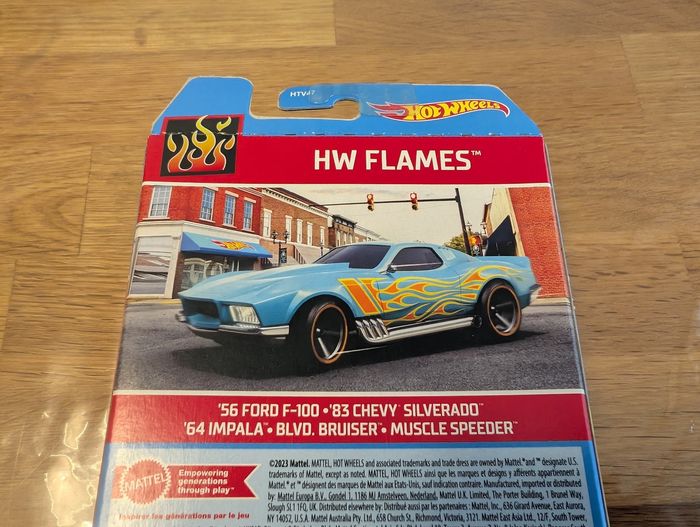 HTV47
HOT WHEELS
HW FLAMES™
'56 FORD F-100 • '83 CHEVY SILVERADO™
'64 IMPALA™ • BLVD. BRUISER™ • MUSCLE SPEEDER™
MATTEL
Empowering
generations
through play™
Inspirer les générations par le jeu
©2023 Mattel. MATTEL, HOT WHEELS and associated trademarks and trade dress are owned by Mattel. ® and ™ designate U.S.
trademarks of Mattel, except as noted. MATTEL, HOT WHEELS ainsi que les marques et designs y afférents appartiennent à
Mattel. ® et ™ désignent des marques de Mattel aux États-Unis, sauf indication contraire. Manufactured, imported or distributed
by: Mattel Europa B.V., Gondel 1, 1186 MJ Amstelveen, Nederland. Mattel U.K. Limited, The Porter Building, 1 Brunel Way,
Slough SL1 1FQ, UK. Distributed elsewhere by: Distribué aussi par les partenaires : Mattel, Inc., 636 Girard Avenue, East Aurora,
NY 14052, U.S.A. Mattel Australia Pty. Ltd., 658 Church St., Richmond, Victoria, 3121. Mattel East Asia Ltd., 12/F, South